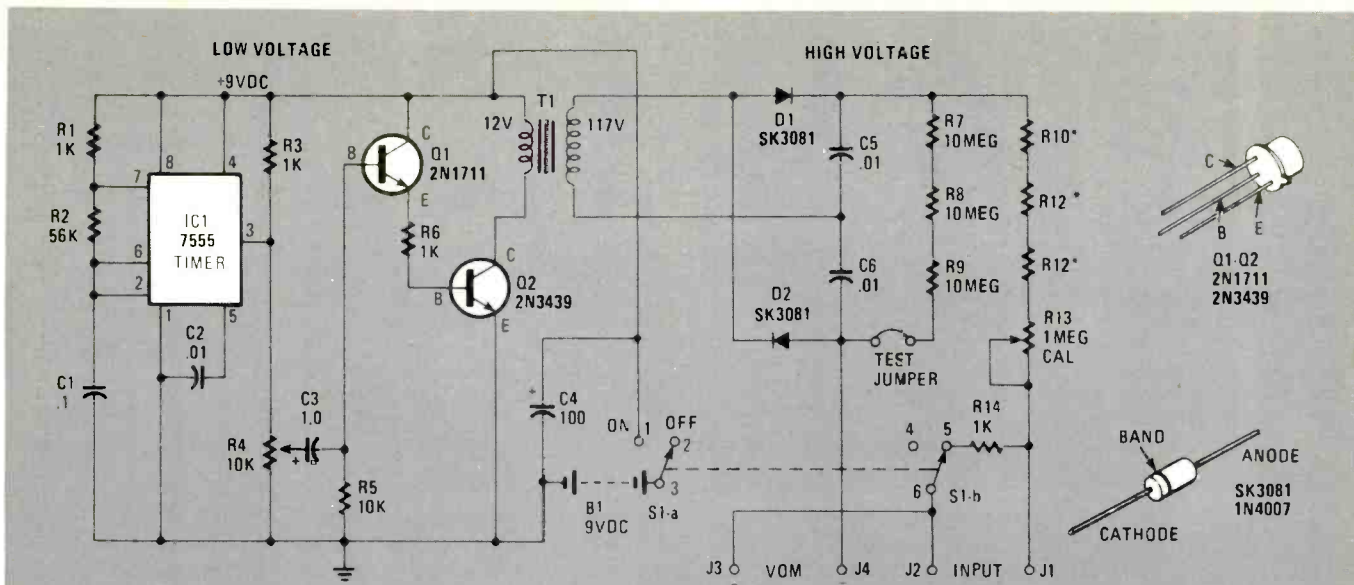 LOW VOLTAGE
HIGH VOLTAGE
+9VDC
R1
1K
R2
56K
C1
.1
8
4
7
6
2
3
1
5
IC1
7555
TIMER
C2
.01
R3
1K
R4
10K
C3
1.0
+
R5
10K
B
C
E
Q1
2N1711
R6
1K
B
C
E
Q2
2N3439
T1
12V
117V
+
C4
100
ON
1
OFF
2
3
B1
9VDC
S1-a
D1
SK3081
D2
SK3081
C5
.01
C6
.01
R7
10MEG
R8
10MEG
R9
10MEG
TEST
JUMPER
R10*
R12*
R12*
R13
1MEG
CAL
R14
1K
4
5
6
S1-b
J3
VOM
J4
J2
INPUT
J1
C
B
E
Q1-Q2
2N1711
2N3439
BAND
ANODE
SK3081
1N4007
CATHODE